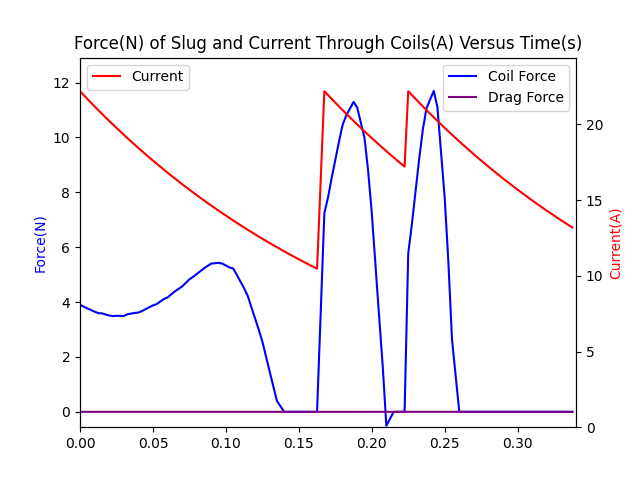 Force(N) of Slug and Current Through Coils(A) Versus Time(s)
Current
Coil Force
Drag Force
Force(N)
12
10
8
6
4
2
0
Current(A)
20
15
10
5
0
0.00 0.05 0.10 0.15 0.20 0.25 0.30